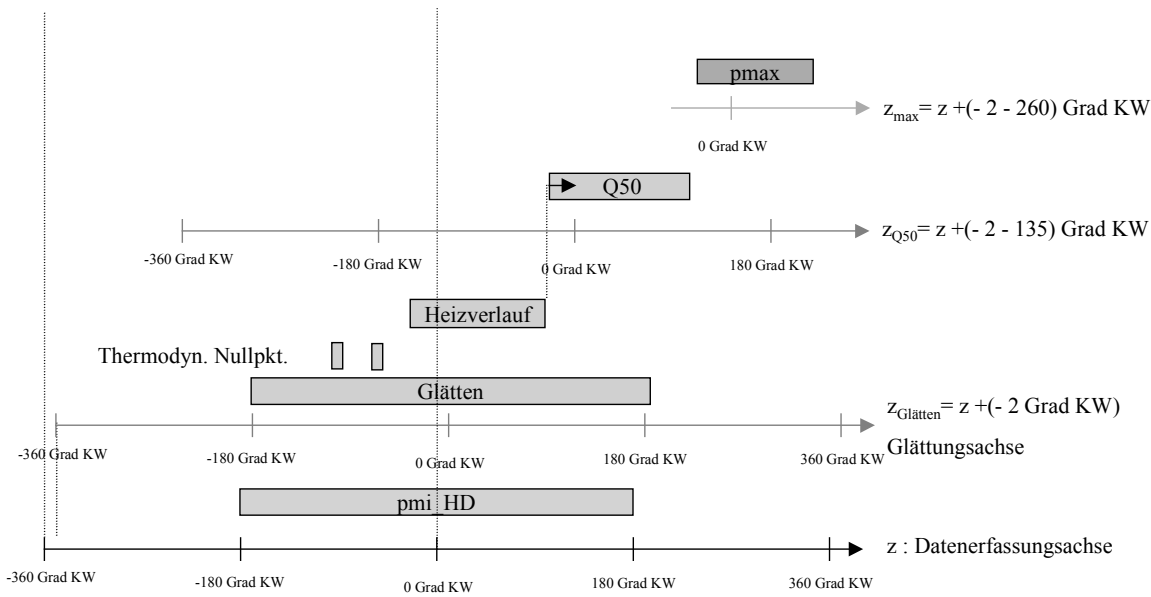 pmax
z_max= z +(- 2 - 260) Grad KW
0 Grad KW
Q50
z_Q50= z +(- 2 - 135) Grad KW
-360 Grad KW
-180 Grad KW
0 Grad KW
180 Grad KW
Heizverlauf
Thermodyn. Nullpkt.
Glätten
z_Glätten= z +(- 2 Grad KW)
Glättungsachse
-360 Grad KW
-180 Grad KW
0 Grad KW
180 Grad KW
360 Grad KW
pmi_HD
z : Datenerfassungsachse
-360 Grad KW
-180 Grad KW
0 Grad KW
180 Grad KW
360 Grad KW